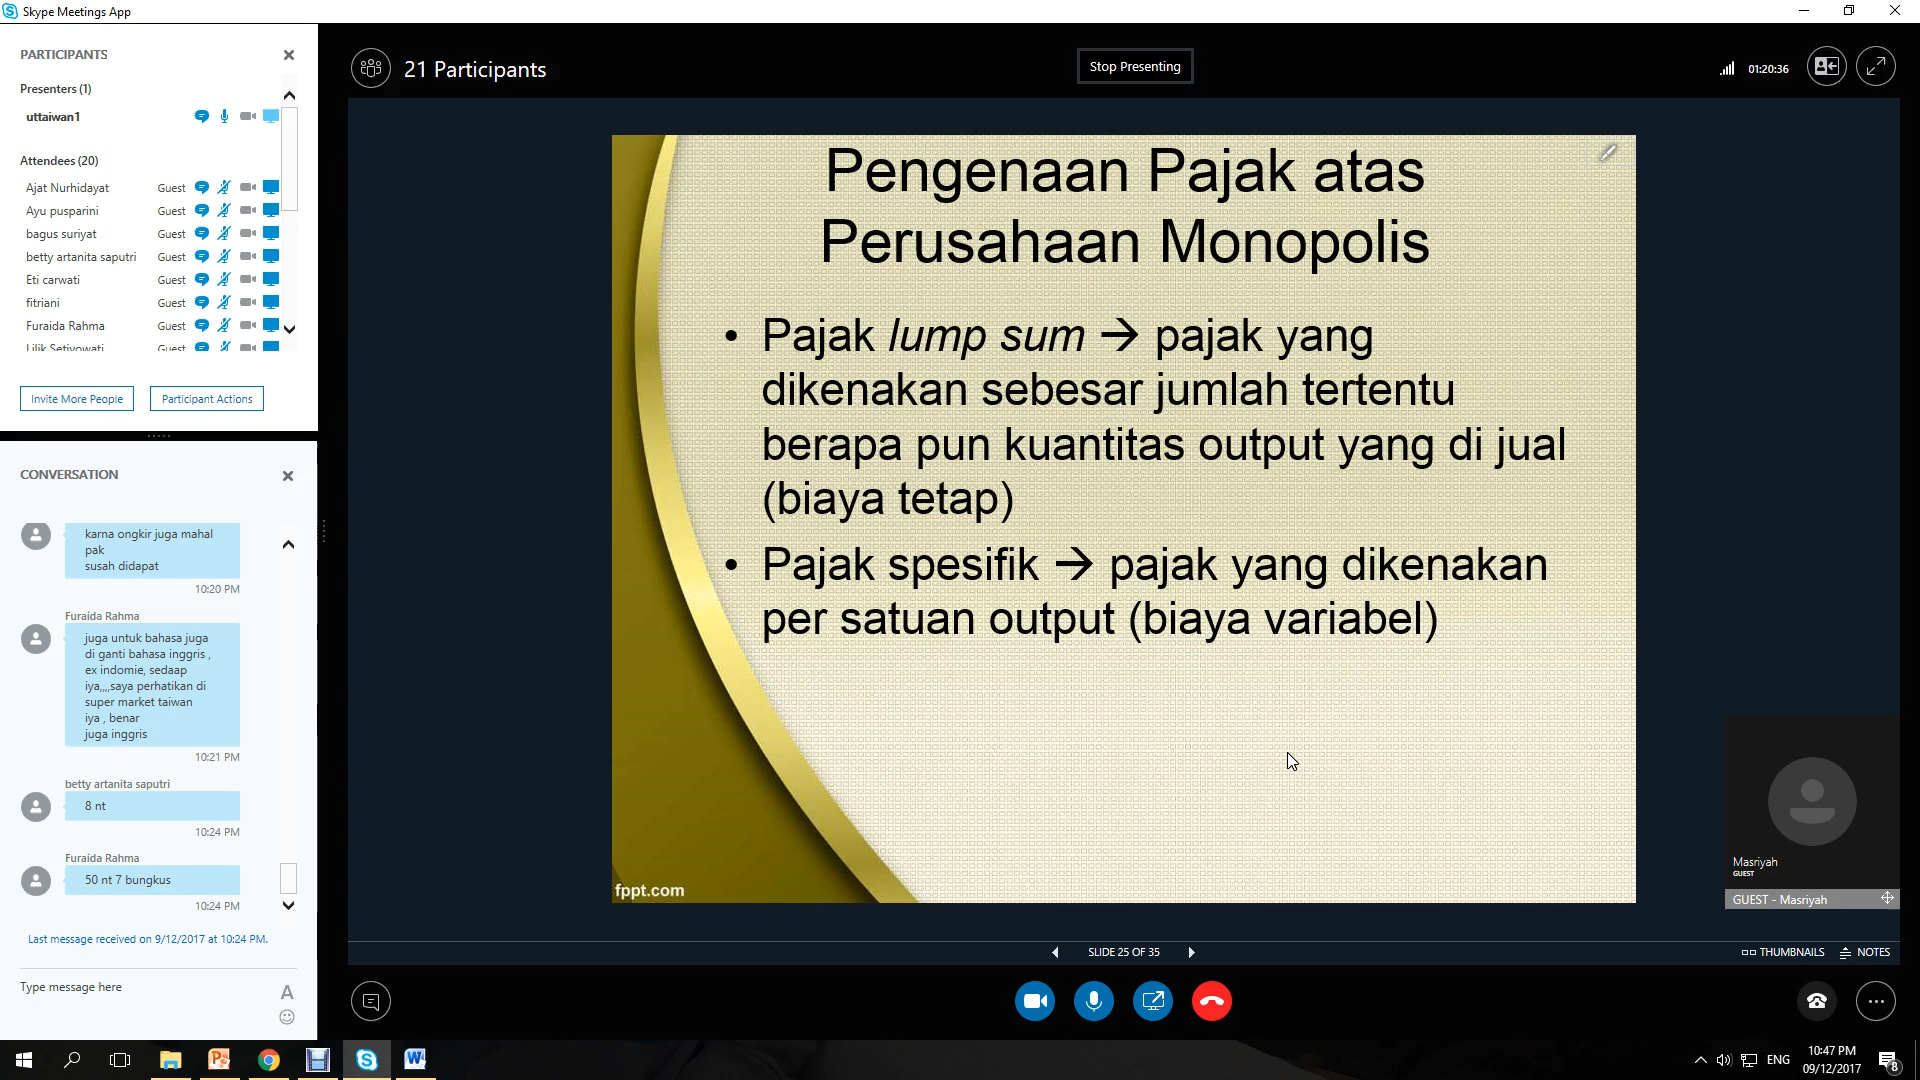 Skype Meetings App
PARTICIPANTS
Presenters (1)
uttaiwan1
Attendees (20)
Ajat Nurhidayat Guest
Ayu pusparini Guest
bagus suriyat Guest
betty artanita saputri Guest
Eti carwati Guest
fitriani Guest
Furaida Rahma Guest
Lilik Setiyowati Guest
Invite More People Participant Actions
CONVERSATION
karna ongkir juga mahal
pak
susah didapat
10:20 PM
Furaida Rahma
juga untuk bahasa juga
di ganti bahasa inggris ,
ex indomie, sedaap
iya,,,,saya perhatikan di
super market taiwan
iya , benar
juga inggris
10:21 PM
betty artanita saputri
8 nt
10:24 PM
Furaida Rahma
50 nt 7 bungkus
10:24 PM
Last message received on 9/12/2017 at 10:24 PM.
Type message here
A
21 Participants
Stop Presenting
01:20:36
Pengenaan Pajak atas
Perusahaan Monopolis
• Pajak lump sum → pajak yang
dikenakan sebesar jumlah tertentu
berapa pun kuantitas output yang di jual
(biaya tetap)
• Pajak spesifik → pajak yang dikenakan
per satuan output (biaya variabel)
fppt.com
Masriyah
GUEST
GUEST - Masriyah
SLIDE 25 OF 35
THUMBNAILS NOTES
ENG
10:47 PM
09/12/2017
8